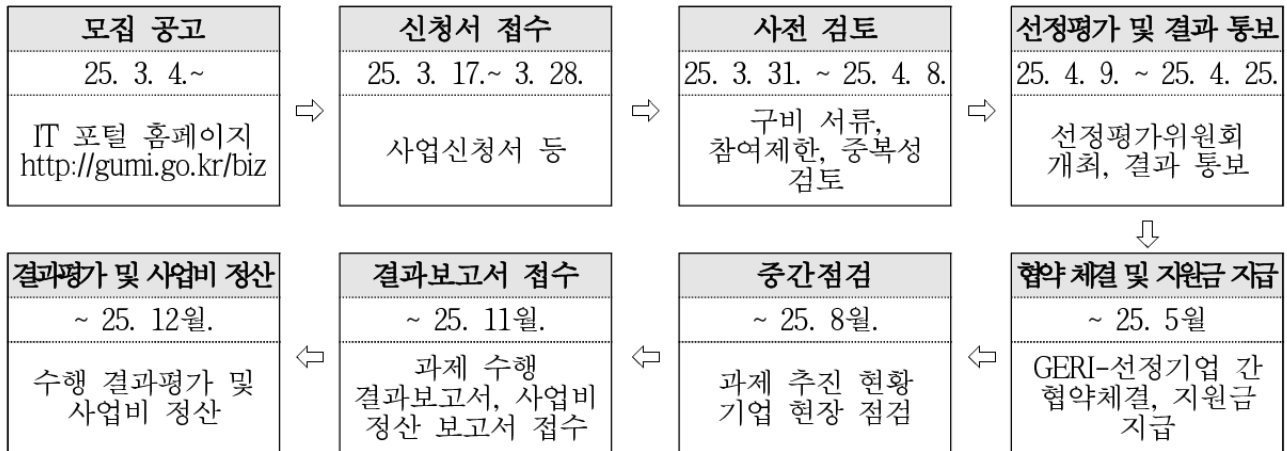 모집 공고
25. 3. 4.~
IT 포털 홈페이지
http://gumi.go.kr/biz
신청서 접수
25. 3. 17.~ 3. 28.
사업신청서 등
사전 검토
25. 3. 31. ~ 25. 4. 8.
구비 서류,
참여제한, 중복성
검토
선정평가 및 결과 통보
25. 4. 9. ~ 25. 4. 25.
선정평가위원회
개최, 결과 통보
협약 체결 및 지원금 지급
~ 25. 5월
GERI-선정기업 간
협약체결, 지원금
지급
중간점검
~ 25. 8월.
과제 추진 현황
기업 현장 점검
결과보고서 접수
~ 25. 11월.
과제 수행
결과보고서, 사업비
정산 보고서 접수
결과평가 및 사업비 정산
~ 25. 12월.
수행 결과평가 및
사업비 정산